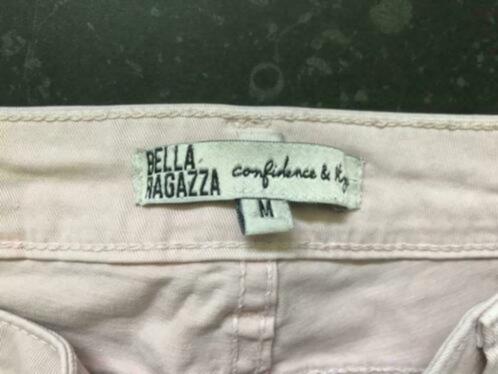 BELLA confidence &
RAGAZZA
M